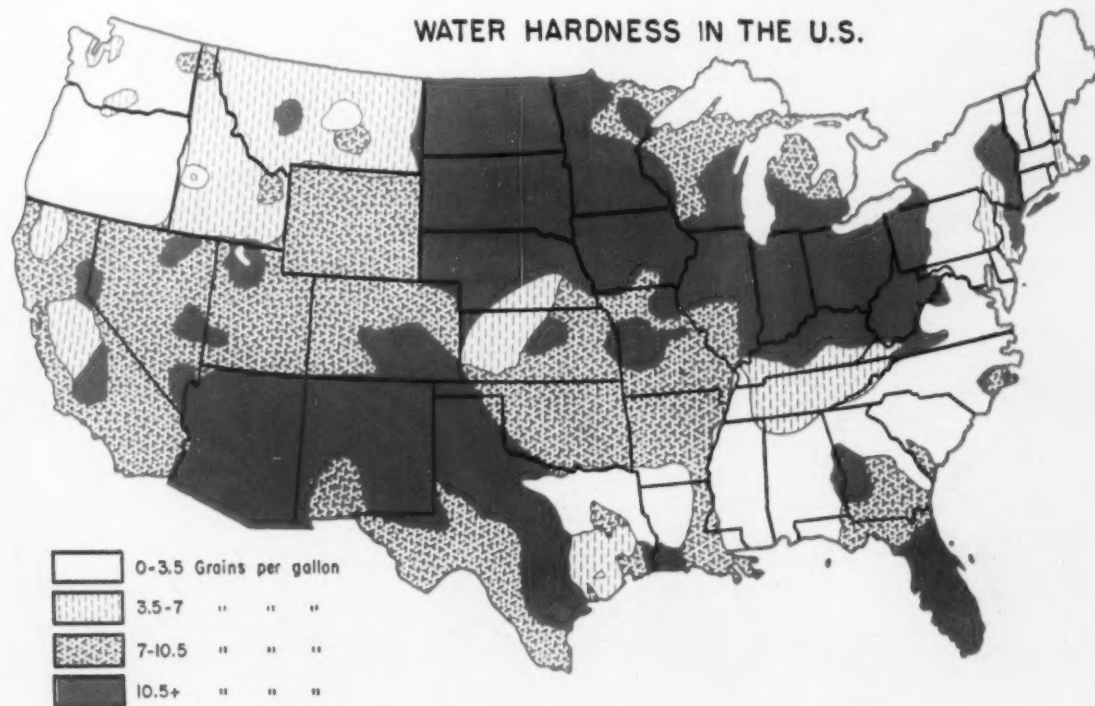 WATER HARDNESS IN THE U.S.
0-3.5 Grains per gallon
3.5-7 " " "
7-10.5 " " "
10.5+ " " "